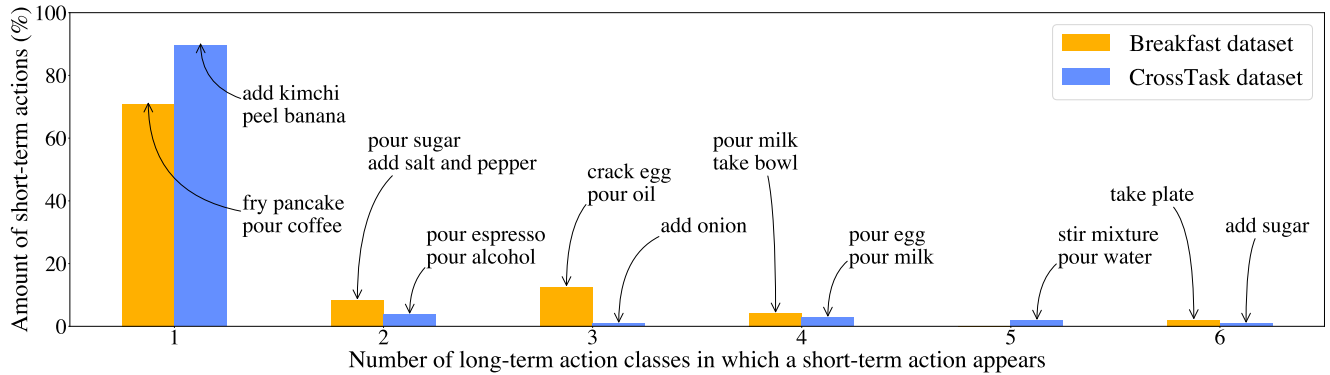 Amount of short-term actions (%)
100
80
60
40
20
0
Breakfast dataset
CrossTask dataset
add kimchi
peel banana
fry pancake
pour coffee
pour sugar
add salt and pepper
pour espresso
pour alcohol
crack egg
pour oil
add onion
pour milk
take bowl
pour egg
pour milk
stir mixture
pour water
take plate
add sugar
1
2
3
4
5
6
Number of long-term action classes in which a short-term action appears